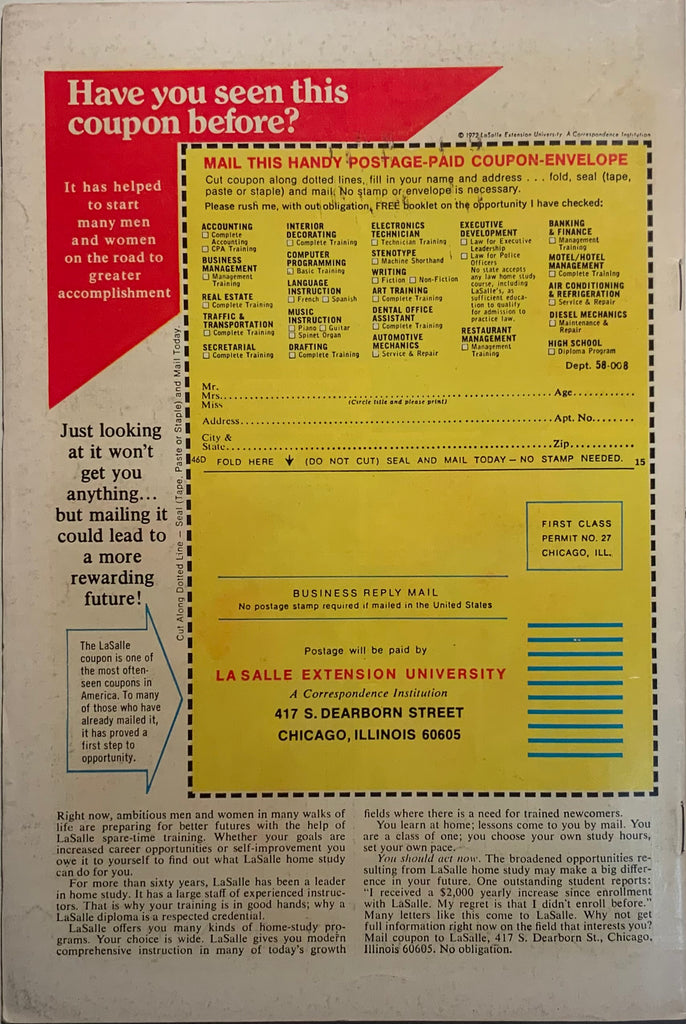 Have you seen this
coupon before?
© 1972 LaSalle Extension University A Correspondence Institution
It has helped
to start
many men
and women
on the road to
greater
accomplishment
MAIL THIS HANDY POSTAGE-PAID COUPON-ENVELOPE
Cut coupon along dotted lines, fill in your name and address . . . fold, seal (tape,
paste or staple) and mail. No stamp or envelope is necessary.
Please rush me, with out obligation, FREE booklet on the opportunity I have checked:
ACCOUNTING
Complete
Accounting
CPA Training
BUSINESS
MANAGEMENT
Management
Training
REAL ESTATE
Complete Training
TRAFFIC &
TRANSPORTATION
Complete Training
SECRETARIAL
Complete Training
INTERIOR
DECORATING
Complete Training
COMPUTER
PROGRAMMING
Basic Training
LANGUAGE
INSTRUCTION
French Spanish
MUSIC
INSTRUCTION
Piano Guitar
Spinet Organ
DRAFTING
Complete Training
ELECTRONICS
TECHNICIAN
Technician Training
STENOTYPE
Machine Shorthand
WRITING
Fiction Non-Fiction
ART TRAINING
Complete Training
DENTAL OFFICE
ASSISTANT
Complete Training
AUTOMOTIVE
MECHANICS
Service & Repair
EXECUTIVE
DEVELOPMENT
Law for Executive
Leadership
Law for Police
Officers
No state accepts
any law home study
course, including
LaSalle's, as
sufficient educa-
tion to qualify
for admission to
practice law.
RESTAURANT
MANAGEMENT
Management
Training
BANKING
& FINANCE
Management
Training
MOTEL/HOTEL
MANAGEMENT
Complete Training
AIR CONDITIONING
& REFRIGERATION
Service & Repair
DIESEL MECHANICS
Maintenance &
Repair
HIGH SCHOOL
Diploma Program
Dept. 58-008
Mr.
Mrs. Age
Miss (Circle title and please print)
Address Apt. No.
City &
State Zip
46D FOLD HERE ↓ (DO NOT CUT) SEAL AND MAIL TODAY – NO STAMP NEEDED. 15
Cut Along Dotted Line – Seal (Tape, Paste or Staple) and Mail Today.
Just looking
at it won't
get you
anything...
but mailing it
could lead to
a more
rewarding
future!
The LaSalle
coupon is one of
the most often-
seen coupons in
America. To many
of those who have
already mailed it,
it has proved a
first step to
opportunity.
FIRST CLASS
PERMIT NO. 27
CHICAGO, ILL.
BUSINESS REPLY MAIL
No postage stamp required if mailed in the United States
Postage will be paid by
LA SALLE EXTENSION UNIVERSITY
A Correspondence Institution
417 S. DEARBORN STREET
CHICAGO, ILLINOIS 60605
Right now, ambitious men and women in many walks of
life are preparing for better futures with the help of
LaSalle spare-time training. Whether your goals are
increased career opportunities or self-improvement you
owe it to yourself to find out what LaSalle home study
can do for you.
For more than sixty years, LaSalle has been a leader
in home study. It has a large staff of experienced instruc-
tors. That is why your training is in good hands; why a
LaSalle diploma is a respected credential.
LaSalle offers you many kinds of home-study pro-
grams. Your choice is wide. LaSalle gives you modern
comprehensive instruction in many of today's growth
fields where there is a need for trained newcomers.
You learn at home; lessons come to you by mail. You
are a class of one; you choose your own study hours,
set your own pace.
You should act now. The broadened opportunities re-
sulting from LaSalle home study may make a big differ-
ence in your future. One outstanding student reports:
"I received a $2,000 yearly increase since enrollment
with LaSalle. My regret is that I didn't enroll before."
Many letters like this come to LaSalle. Why not get
full information right now on the field that interests you?
Mail coupon to LaSalle, 417 S. Dearborn St., Chicago,
Illinois 60605. No obligation.